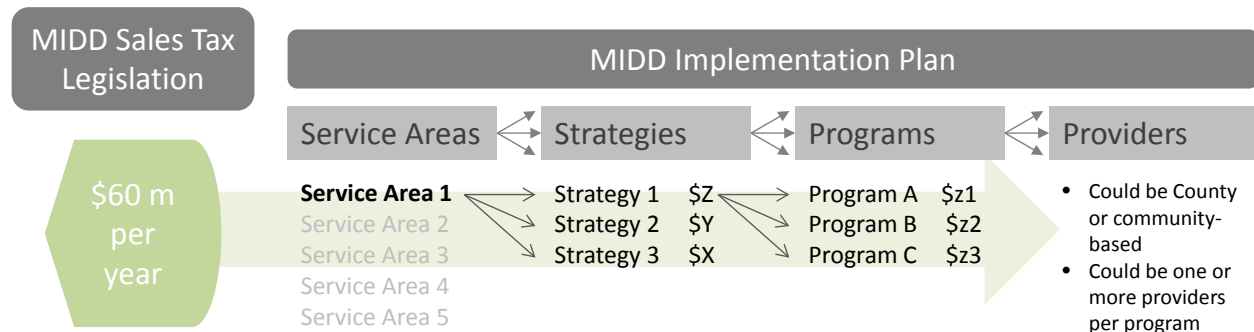 MIDD Sales Tax
Legislation
MIDD Implementation Plan
Service Areas
Strategies
Programs
Providers
$60 m
per
year
Service Area 1
Service Area 2
Service Area 3
Service Area 4
Service Area 5
Strategy 1 $Z
Strategy 2 $Y
Strategy 3 $X
Program A $z1
Program B $z2
Program C $z3
• Could be County
or community-
based
• Could be one or
more providers
per program